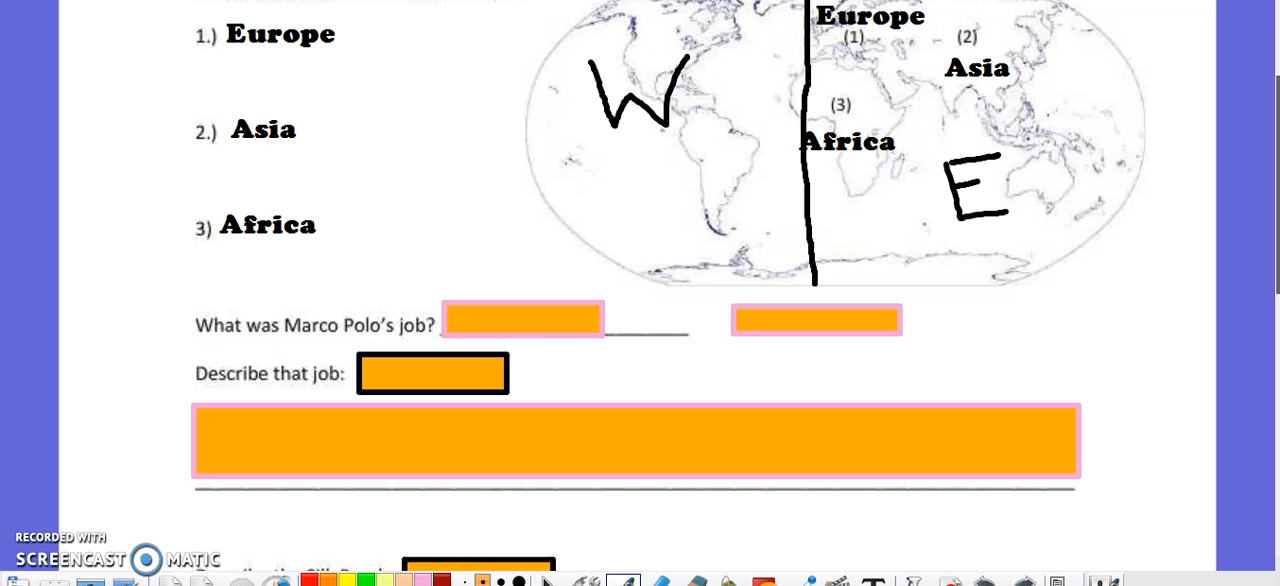 Europe
1.) Europe
(1)
(2)
Asia
W
(3)
2.) Asia
Africa
E
3) Africa
What was Marco Polo's job?
Describe that job:
RECORDED WITH
SCREENCAST MATIC